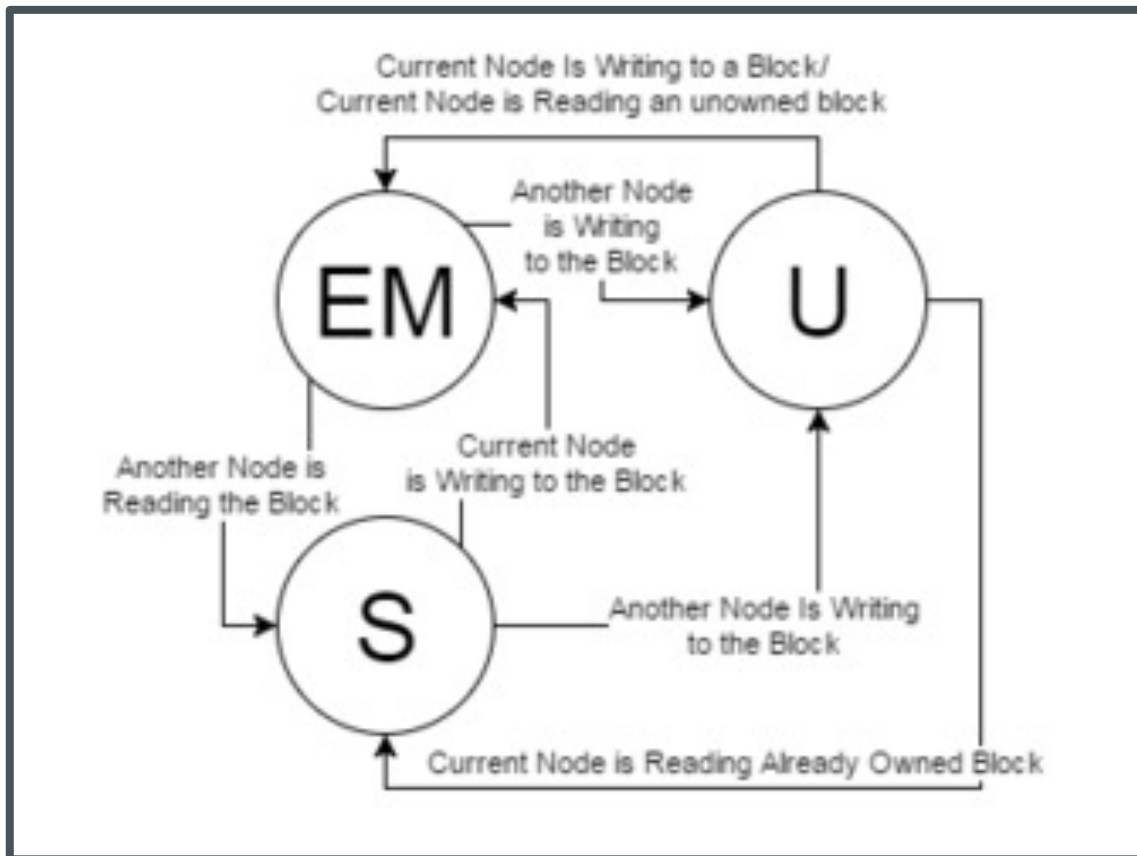 Current Node Is Writing to a Block/
Current Node is Reading an unowned block
Another Node
is Writing
to the Block
EM
U
Current Node
is Writing to the Block
Another Node is
Reading the Block
S
Another Node Is Writing
to the Block
Current Node is Reading Already Owned Block